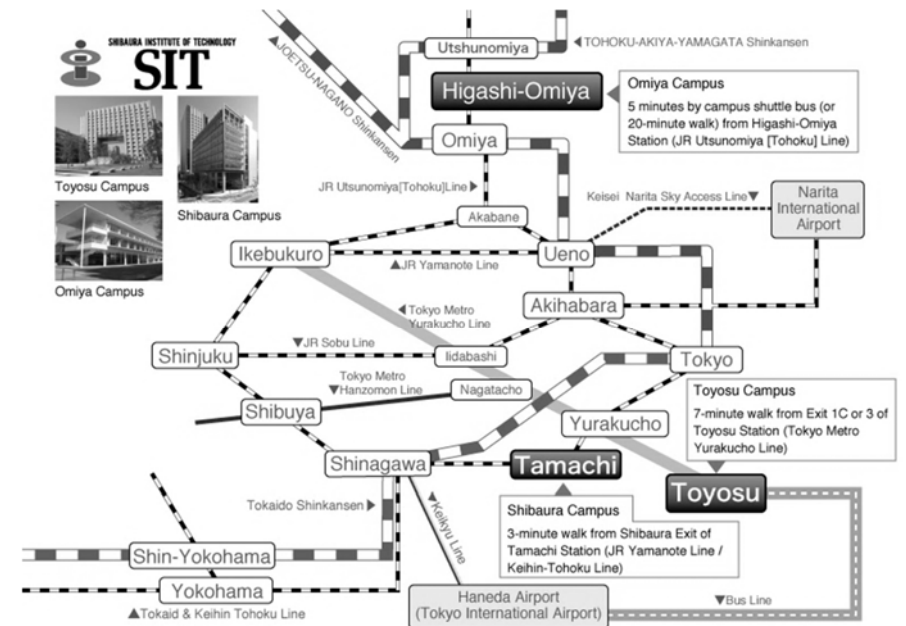 SHIBAURA INSTITUTE OF TECHNOLOGY
SIT
Toyosu Campus
Shibaura Campus
Omiya Campus
▲JOETSU-NAGANO Shinkansen
Utshunomiya
◀TOHOKU-AKIYA-YAMAGATA Shinkansen
Higashi-Omiya
Omiya Campus
5 minutes by campus shuttle bus (or
20-minute walk) from Higashi-Omiya
Station (JR Utsunomiya [Tohoku] Line)
Omiya
JR Utsunomiya[Tohoku]Line▶
Keisei Narita Sky Access Line▼
Narita
International
Airport
Akabane
Ikebukuro
Ueno
▲JR Yamanote Line
Akihabara
◀Tokyo Metro
Yurakucho Line
▼JR Sobu Line
Shinjuku
Iidabashi
Tokyo
Tokyo Metro
▼Hanzomon Line
Nagatacho
Toyosu Campus
7-minute walk from Exit 1C or 3 of
Toyosu Station (Tokyo Metro
Yurakucho Line)
Shibuya
Yurakucho
Shinagawa
Tamachi
Toyosu
Tokaido Shinkansen▶
◀Keikyu Line
Shibaura Campus
3-minute walk from Shibaura Exit of
Tamachi Station (JR Yamanote Line /
Keihin-Tohoku Line)
Shin-Yokohama
Yokohama
▲Tokaid & Keihin Tohoku Line
Haneda Airport
(Tokyo International Airport)
▼Bus Line